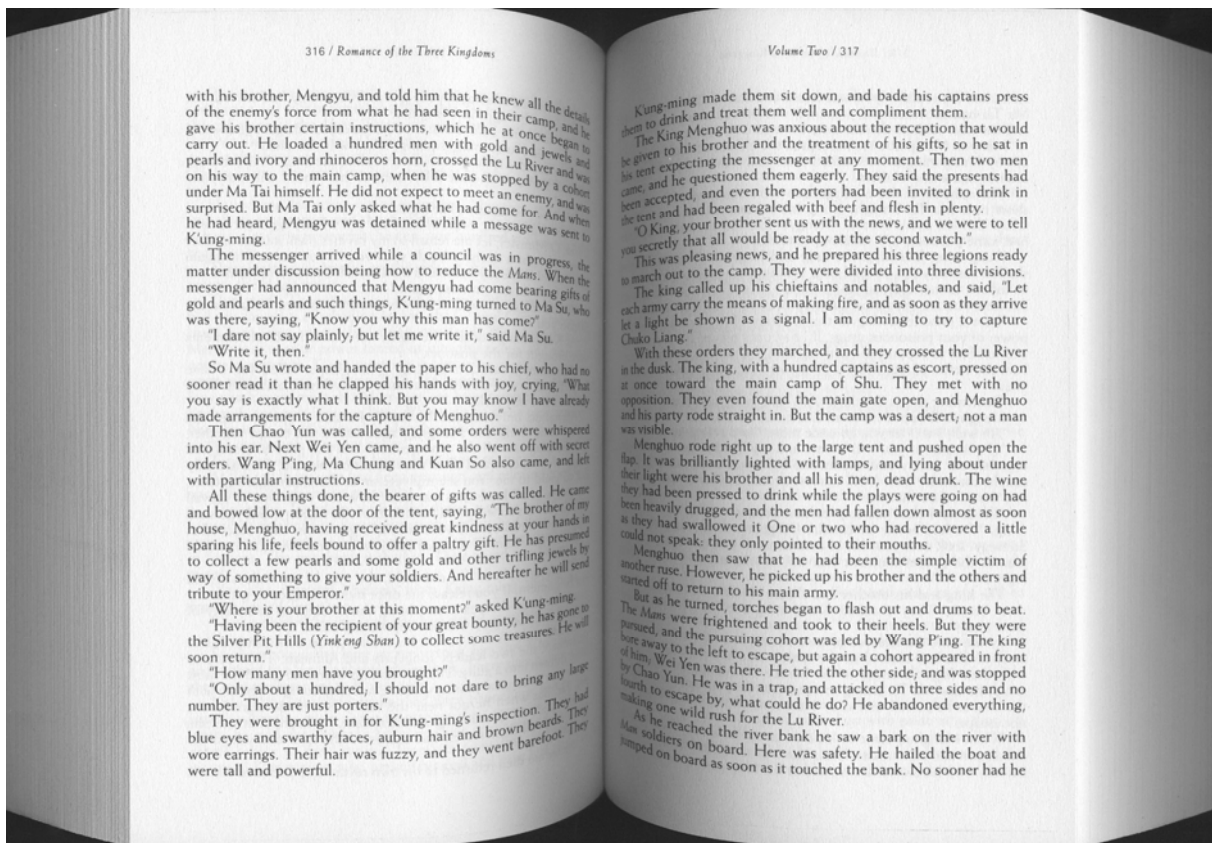 316 / Romance of the Three Kingdoms
with his brother, Mengyu, and told him that he knew all the details
of the enemy's force from what he had seen in their camp, and he
gave his brother certain instructions, which he at once began to
carry out. He loaded a hundred men with gold and jewels and
pearls and ivory and rhinoceros horn, crossed the Lu River and was
on his way to the main camp, when he was stopped by a cohort
under Ma Tai himself. He did not expect to meet an enemy, and was
surprised. But Ma Tai only asked what he had come for. And when
he had heard, Mengyu was detained while a message was sent to
K'ung-ming.
The messenger arrived while a council was in progress, the
matter under discussion being how to reduce the Mans. When the
messenger had announced that Mengyu had come bearing gifts of
gold and pearls and such things, K'ung-ming turned to Ma Su, who
was there, saying, "Know you why this man has come?"
"I dare not say plainly; but let me write it," said Ma Su.
"Write it, then."
So Ma Su wrote and handed the paper to his chief, who had no
sooner read it than he clapped his hands with joy, crying, "What
you say is exactly what I think. But you may know I have already
made arrangements for the capture of Menghuo."
Then Chao Yun was called, and some orders were whispered
into his ear. Next Wei Yen came, and he also went off with secret
orders. Wang P'ing, Ma Chung and Kuan So also came, and left
with particular instructions.
All these things done, the bearer of gifts was called. He came
and bowed low at the door of the tent, saying, "The brother of my
house, Menghuo, having received great kindness at your hands in
sparing his life, feels bound to offer a paltry gift. He has presumed
to collect a few pearls and some gold and other trifling jewels by
way of something to give your soldiers. And hereafter he will send
tribute to your Emperor."
"Where is your brother at this moment?" asked K'ung-ming.
"Having been the recipient of your great bounty, he has gone to
the Silver Pit Hills (Yink'eng Shan) to collect some treasures. He will
soon return."
"How many men have you brought?"
"Only about a hundred; I should not dare to bring any large
number. They are just porters."
They were brought in for K'ung-ming's inspection. They had
blue eyes and swarthy faces, auburn hair and brown beards. They
wore earrings. Their hair was fuzzy, and they went barefoot. They
were tall and powerful.
Volume Two / 317
K'ung-ming made them sit down, and bade his captains press
them to drink and treat them well and compliment them.
The King Menghuo was anxious about the reception that would
be given to his brother and the treatment of his gifts, so he sat in
his tent expecting the messenger at any moment. Then two men
came, and he questioned them eagerly. They said the presents had
been accepted, and even the porters had been invited to drink in
the tent and had been regaled with beef and flesh in plenty.
"O King, your brother sent us with the news, and we were to tell
you secretly that all would be ready at the second watch."
This was pleasing news, and he prepared his three legions ready
to march out to the camp. They were divided into three divisions.
The king called up his chieftains and notables, and said, "Let
each army carry the means of making fire, and as soon as they arrive
let a light be shown as a signal. I am coming to try to capture
Chuko Liang."
With these orders they marched, and they crossed the Lu River
in the dusk. The king, with a hundred captains as escort, pressed on
at once toward the main camp of Shu. They met with no
opposition. They even found the main gate open, and Menghuo
and his party rode straight in. But the camp was a desert; not a man
was visible.
Menghuo rode right up to the large tent and pushed open the
flap. It was brilliantly lighted with lamps, and lying about under
their light were his brother and all his men, dead drunk. The wine
they had been pressed to drink while the plays were going on had
been heavily drugged, and the men had fallen down almost as soon
as they had swallowed it One or two who had recovered a little
could not speak: they only pointed to their mouths.
Menghuo then saw that he had been the simple victim of
another ruse. However, he picked up his brother and the others and
started off to return to his main army.
But as he turned, torches began to flash out and drums to beat.
The Mans were frightened and took to their heels. But they were
pursued, and the pursuing cohort was led by Wang P'ing. The king
bore away to the left to escape, but again a cohort appeared in front
of him; Wei Yen was there. He tried the other side; and was stopped
by Chao Yun. He was in a trap; and attacked on three sides and no
fourth to escape by, what could he do? He abandoned everything,
making one wild rush for the Lu River.
As he reached the river bank he saw a bark on the river with
Mans soldiers on board. Here was safety. He hailed the boat and
jumped on board as soon as it touched the bank. No sooner had he